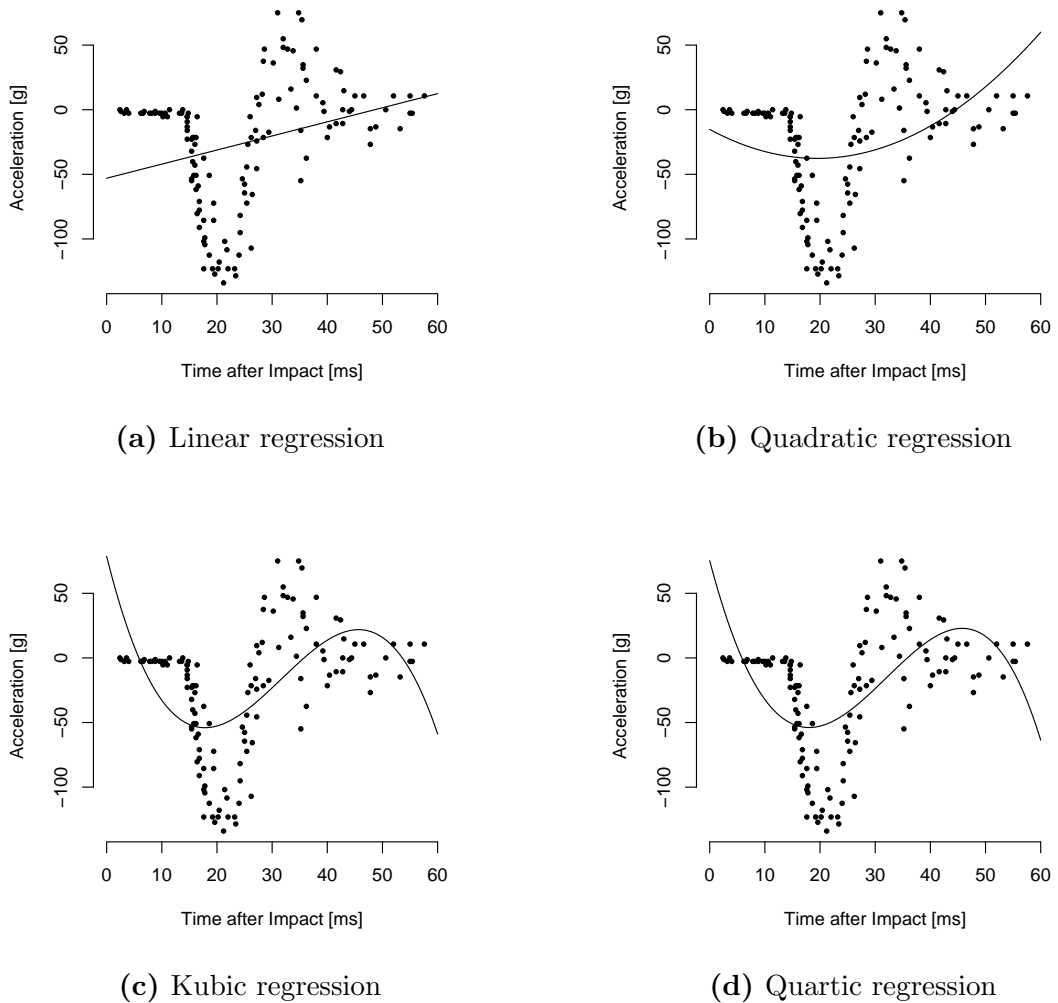 50
0
−50
−100
Acceleration [g]
0 10 20 30 40 50 60
Time after Impact [ms]
(a) Linear regression
50
0
−50
−100
Acceleration [g]
0 10 20 30 40 50 60
Time after Impact [ms]
(b) Quadratic regression
50
0
−50
−100
Acceleration [g]
0 10 20 30 40 50 60
Time after Impact [ms]
(c) Kubic regression
50
0
−50
−100
Acceleration [g]
0 10 20 30 40 50 60
Time after Impact [ms]
(d) Quartic regression